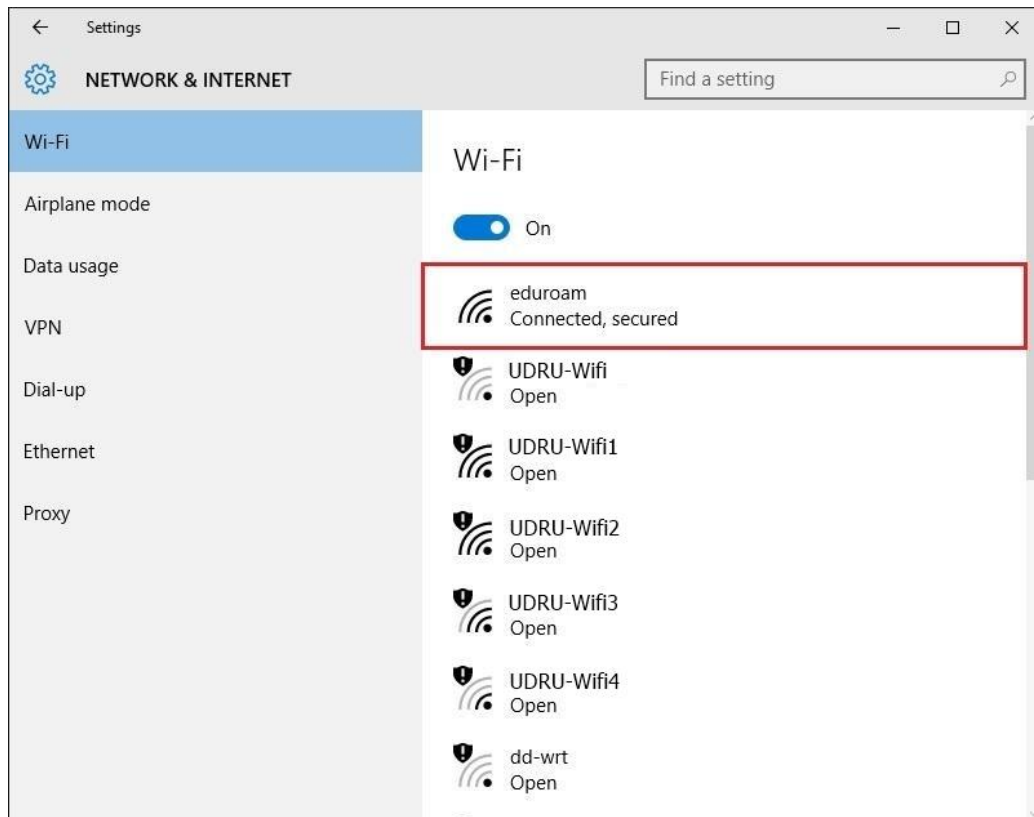 Settings
NETWORK & INTERNET
Find a setting
Wi-Fi
Airplane mode
Data usage
VPN
Dial-up
Ethernet
Proxy
Wi-Fi
On
eduroam
Connected, secured
UDRU-Wifi
Open
UDRU-Wifi1
Open
UDRU-Wifi2
Open
UDRU-Wifi3
Open
UDRU-Wifi4
Open
dd-wrt
Open